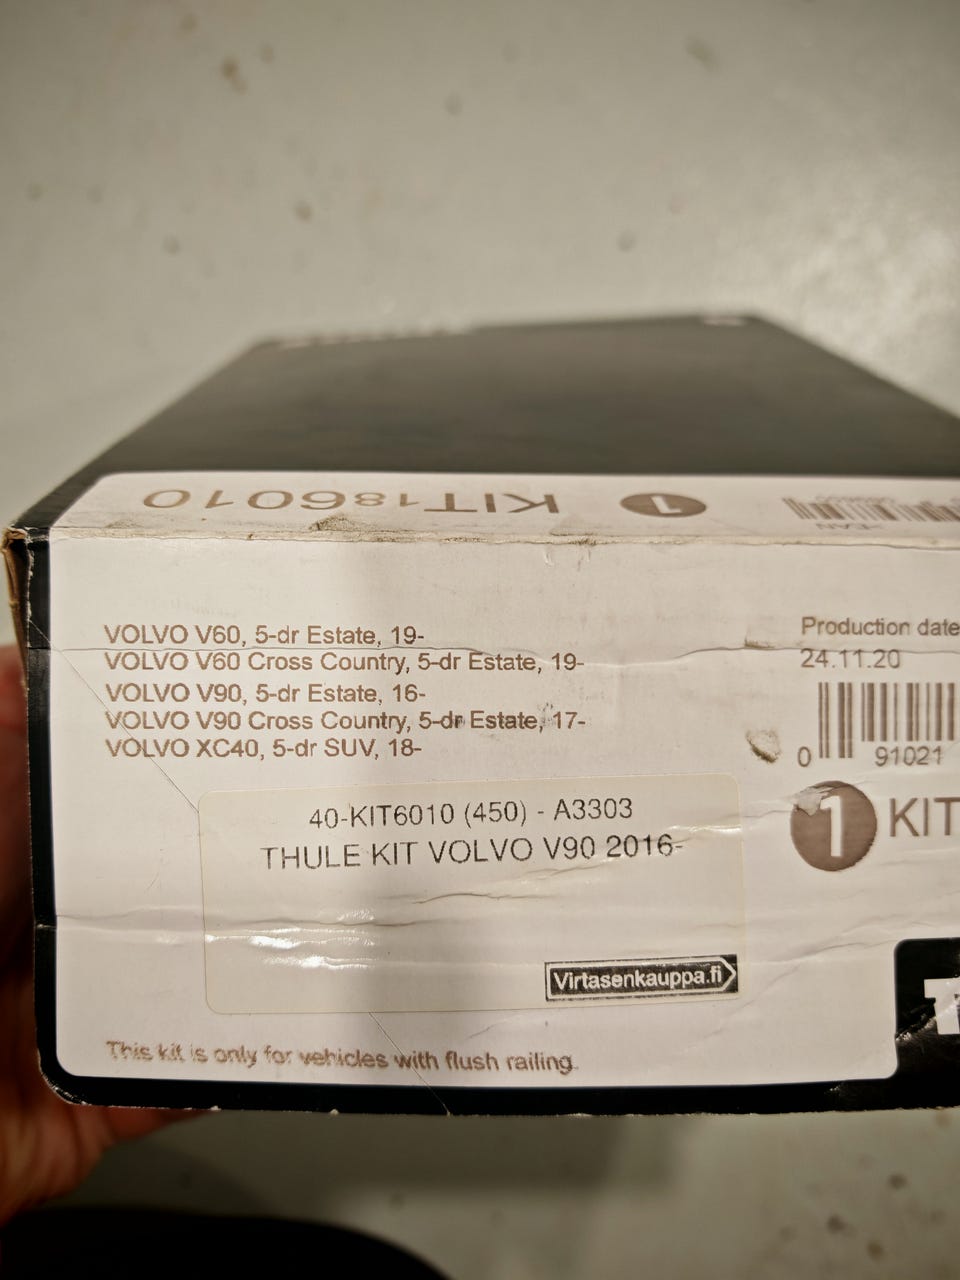 KIT186010 1
EAN
VOLVO V60, 5-dr Estate, 19-
VOLVO V60 Cross Country, 5-dr Estate, 19-
VOLVO V90, 5-dr Estate, 16-
VOLVO V90 Cross Country, 5-dr Estate, 17-
VOLVO XC40, 5-dr SUV, 18-
Production date
24.11.20
0 91021
1 KIT
40-KIT6010 (450) - A3303
THULE KIT VOLVO V90 2016-
Virtasenkauppa.fi
This kit is only for vehicles with flush railing.